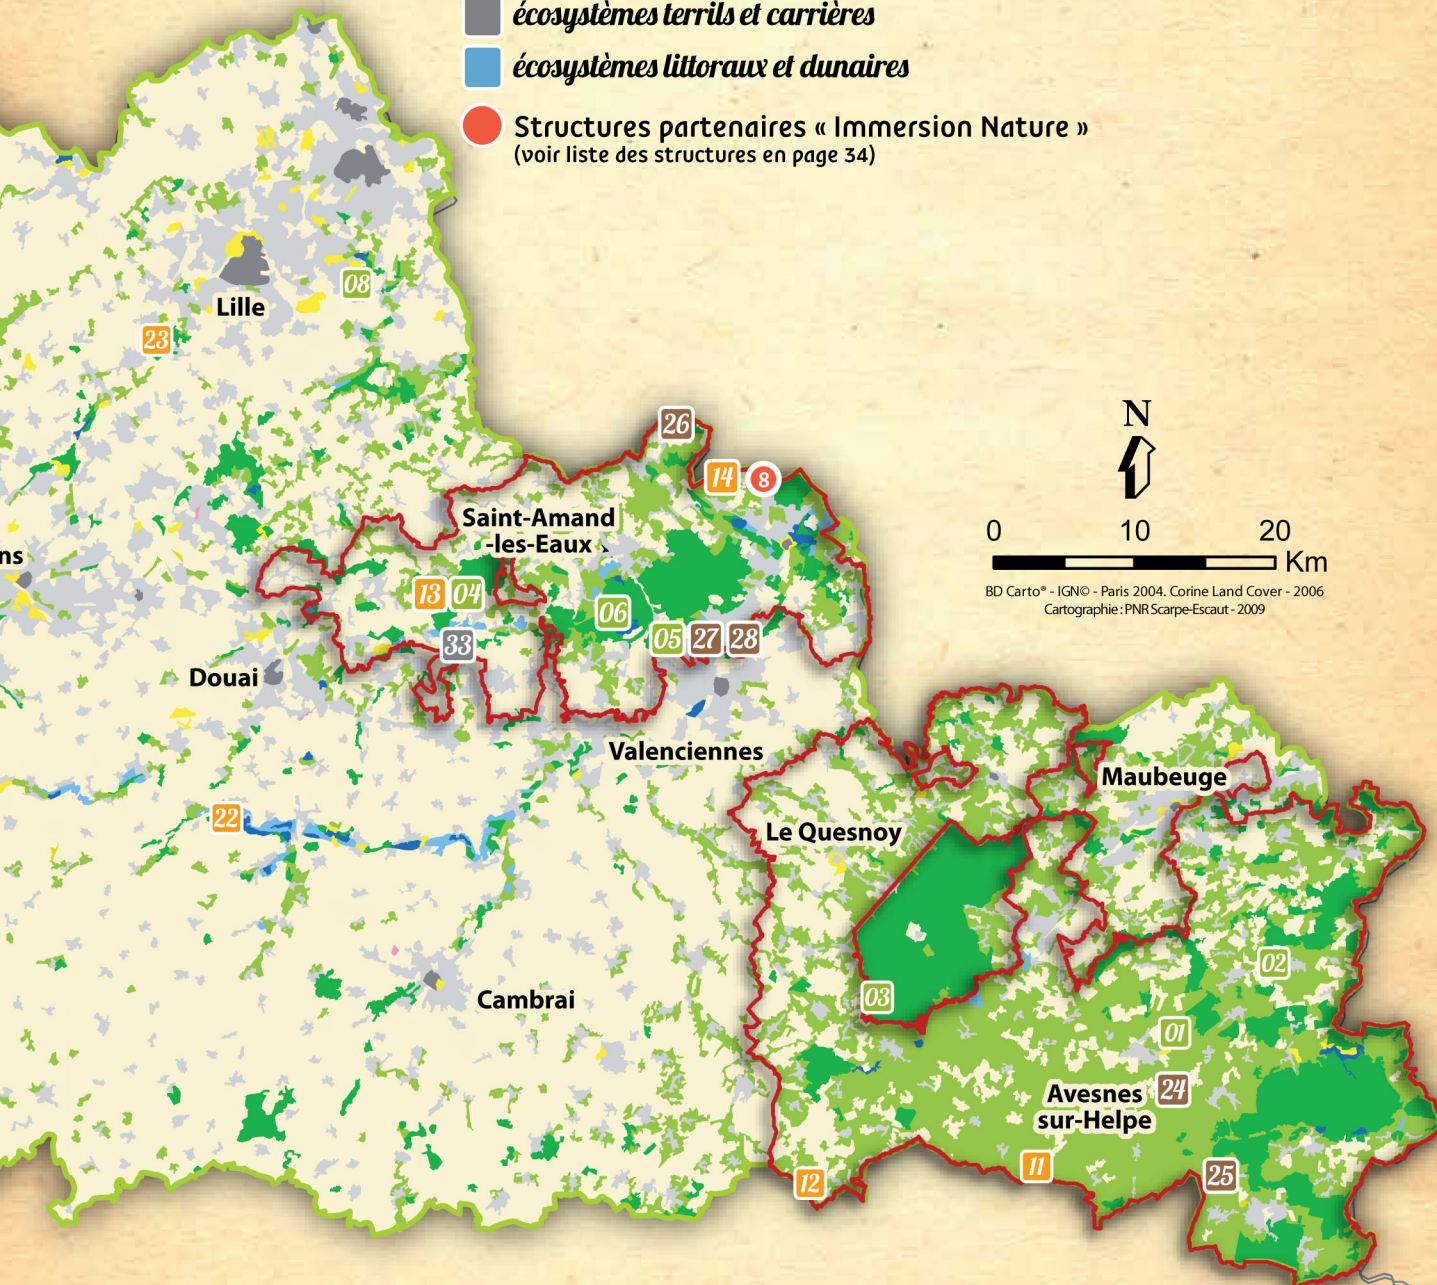 écosystèmes terrils et carrières
écosystèmes littoraux et dunaires
Structures partenaires « Immersion Nature »
(voir liste des structures en page 34)
08
Lille
23
N
26
14
8
Saint-Amand
-les-Eaux
0 10 20
Km
BD Carto® - IGN© - Paris 2004. Corine Land Cover - 2006
Cartographie : PNR Scarpe-Escaut - 2009
ns
13
04
06
33
05
27
28
Douai
Valenciennes
Maubeuge
22
Le Quesnoy
02
Cambrai
03
01
Avesnes
sur-Helpe
24
11
12
25